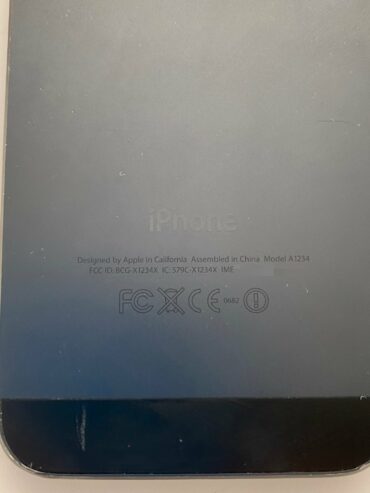 iPhone
Designed by Apple in California Assembled in China Model A1234
FCC ID: BCG-X1234X IC: 579C-X1234X IME
FC CE 0682